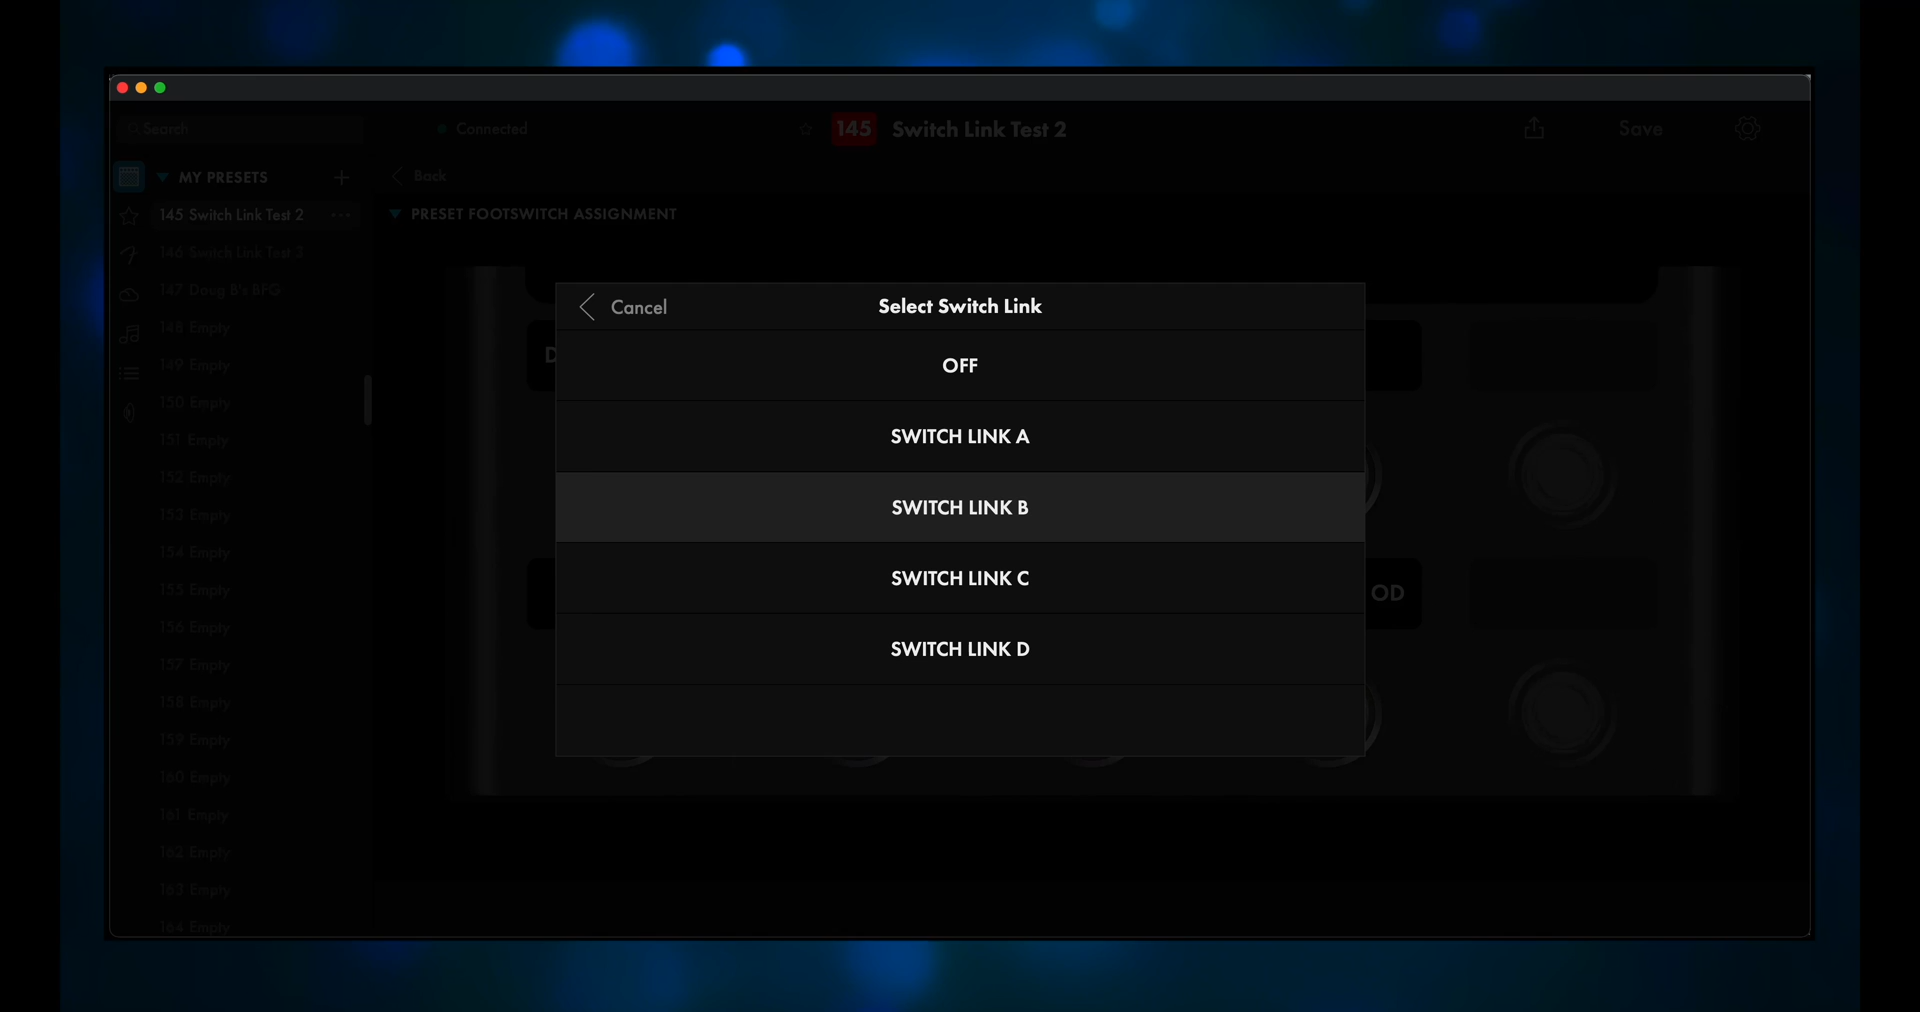 Search
Connected
145 Switch Link Test 2
Save
MY PRESETS
Back
145 Switch Link Test 2
PRESET FOOTSWITCH ASSIGNMENT
146 Switch Link Test 3
147 Doug B's BFG
148 Empty
149 Empty
150 Empty
151 Empty
152 Empty
153 Empty
154 Empty
155 Empty
156 Empty
157 Empty
158 Empty
159 Empty
160 Empty
161 Empty
162 Empty
163 Empty
164 Empty
Cancel
Select Switch Link
OFF
SWITCH LINK A
SWITCH LINK B
SWITCH LINK C
SWITCH LINK D
OD